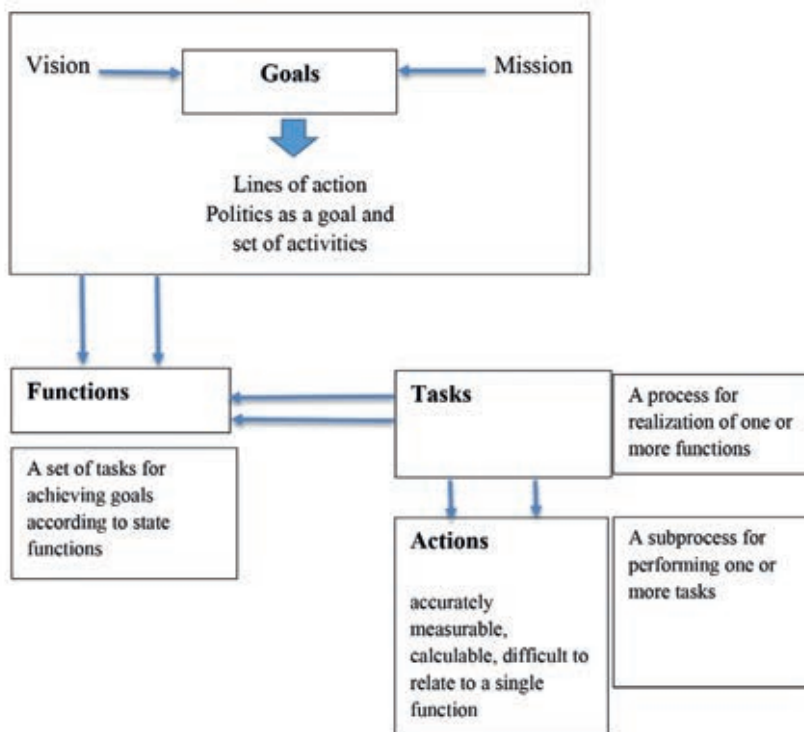 Vision
Goals
Mission
Lines of action
Politics as a goal and
set of activities
Functions
A set of tasks for
achieving goals
according to state
functions
Tasks
A process for
realization of one or
more functions
Actions
accurately
measurable,
calculable, difficult to
relate to a single
function
A subprocess for
performing one or
more tasks